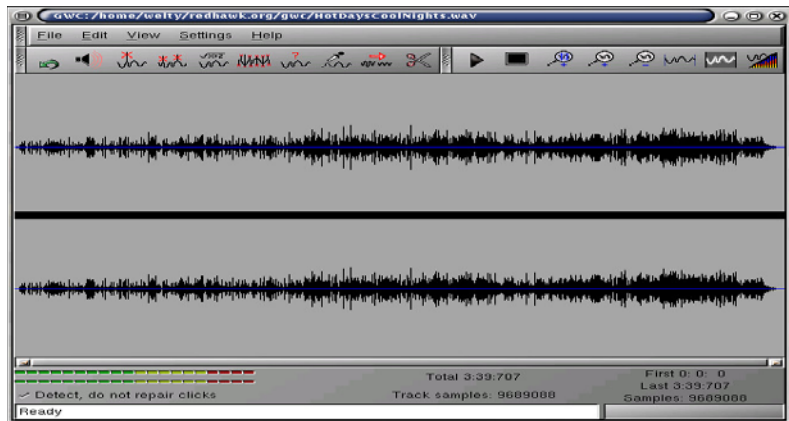 GWC:/home/welty/redhawk.org/gwc/HotDaysCoolNights.wav
File Edit View Settings Help
Total 3:39:707
First 0: 0: 0
Last 3:39:707
Detect, do not repair clicks
Track samples: 9689088
Samples: 9689088
Ready